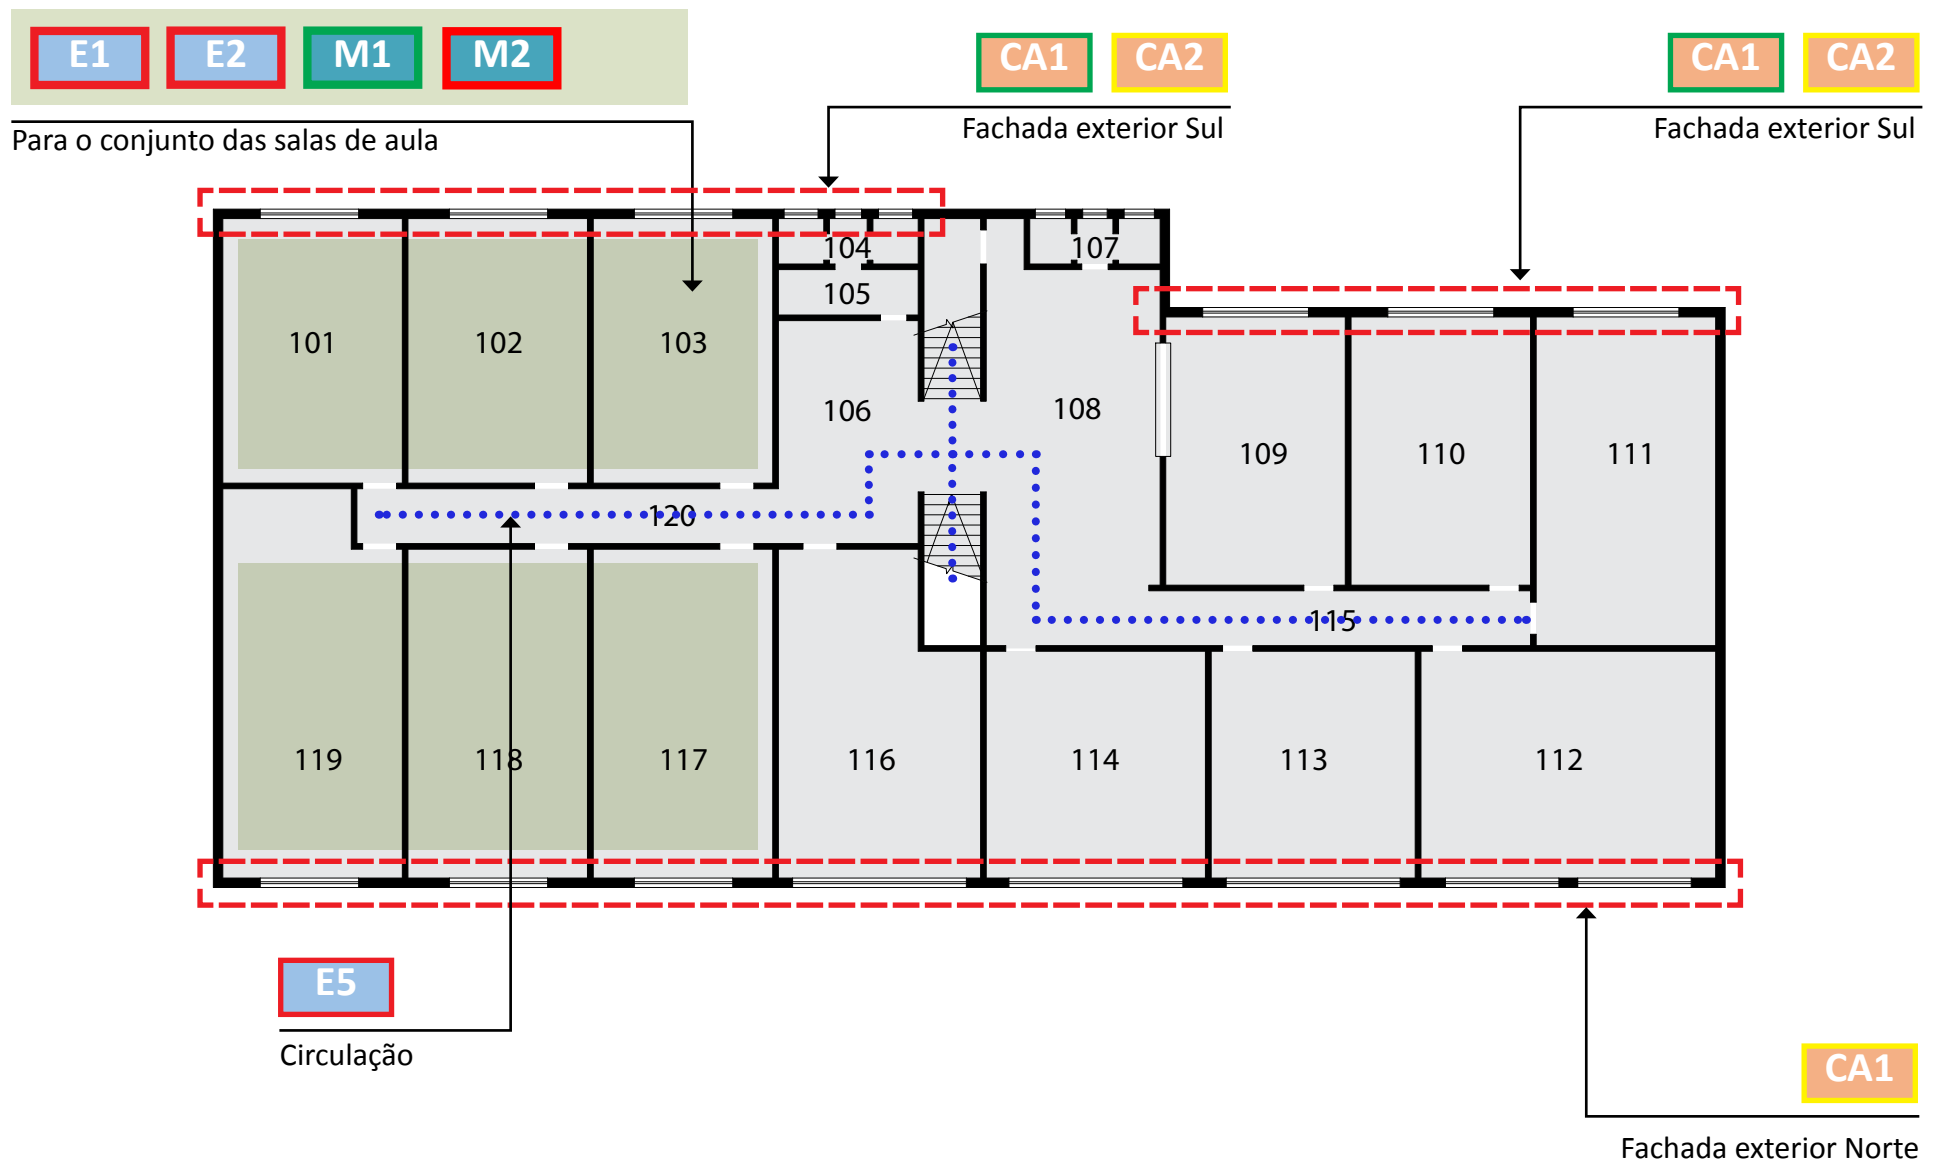 E1 E2 M1 M2
CA1 CA2
CA1 CA2
Para o conjunto das salas de aula
Fachada exterior Sul
Fachada exterior Sul
104
107
105
101
102
103
106
108
109
110
111
120
115
119
118
117
116
114
113
112
E5
Circulação
CA1
Fachada exterior Norte